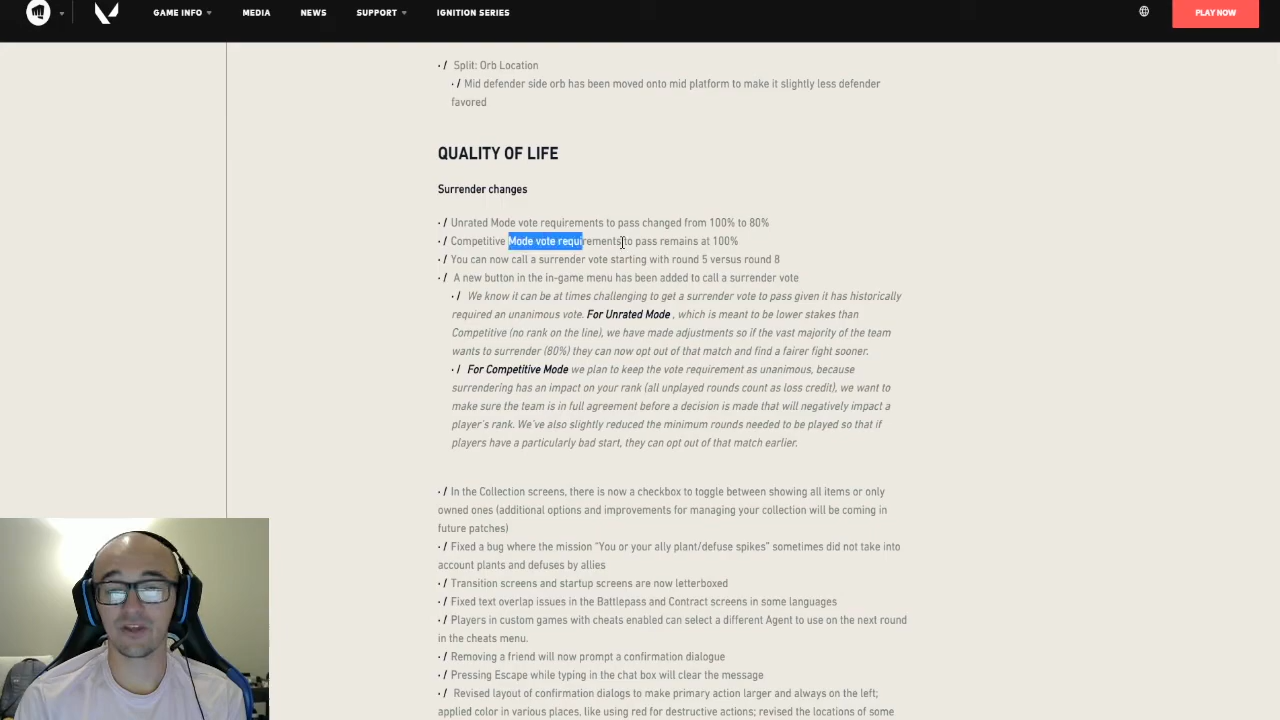 GAME INFO MEDIA NEWS SUPPORT IGNITION SERIES PLAY NOW
· / Split: Orb Location
· / Mid defender side orb has been moved onto mid platform to make it slightly less defender
favored
QUALITY OF LIFE
Surrender changes
· / Unrated Mode vote requirements to pass changed from 100% to 80%
· / Competitive Mode vote requirements to pass remains at 100%
· / You can now call a surrender vote starting with round 5 versus round 8
· / A new button in the in-game menu has been added to call a surrender vote
· / We know it can be at times challenging to get a surrender vote to pass given it has historically
required an unanimous vote. For Unrated Mode , which is meant to be lower stakes than
Competitive (no rank on the line), we have made adjustments so if the vast majority of the team
wants to surrender (80%) they can now opt out of that match and find a fairer fight sooner.
· / For Competitive Mode we plan to keep the vote requirement as unanimous, because
surrendering has an impact on your rank (all unplayed rounds count as loss credit), we want to
make sure the team is in full agreement before a decision is made that will negatively impact a
player's rank. We've also slightly reduced the minimum rounds needed to be played so that if
players have a particularly bad start, they can opt out of that match earlier.
· / In the Collection screens, there is now a checkbox to toggle between showing all items or only
owned ones (additional options and improvements for managing your collection will be coming in
future patches)
· / Fixed a bug where the mission “You or your ally plant/defuse spikes” sometimes did not take into
account plants and defuses by allies
· / Transition screens and startup screens are now letterboxed
· / Fixed text overlap issues in the Battlepass and Contract screens in some languages
· / Players in custom games with cheats enabled can select a different Agent to use on the next round
in the cheats menu.
· / Removing a friend will now prompt a confirmation dialogue
· / Pressing Escape while typing in the chat box will clear the message
· / Revised layout of confirmation dialogs to make primary action larger and always on the left;
applied color in various places, like using red for destructive actions; revised the locations of some